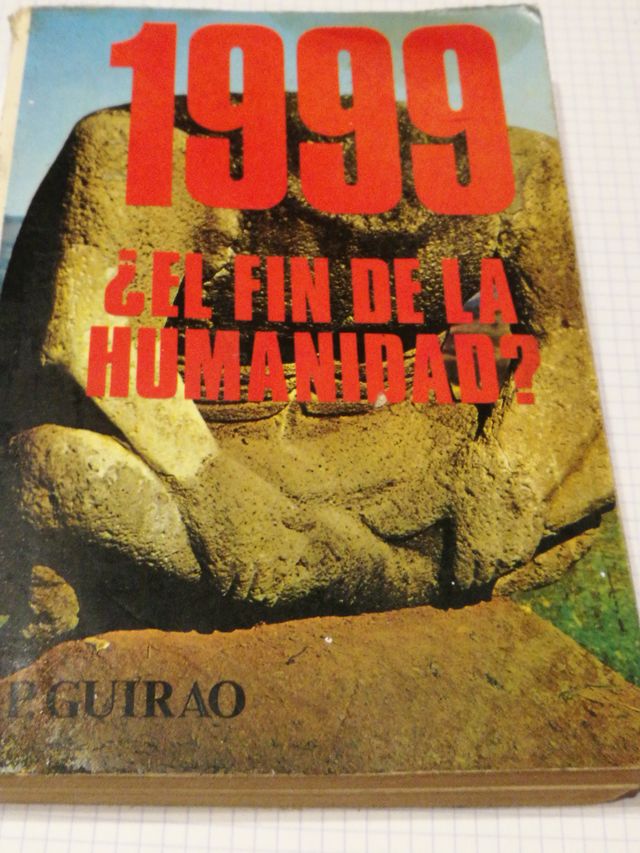 1999
¿EL FIN DE LA
HUMANIDAD?
P. GUIRAO